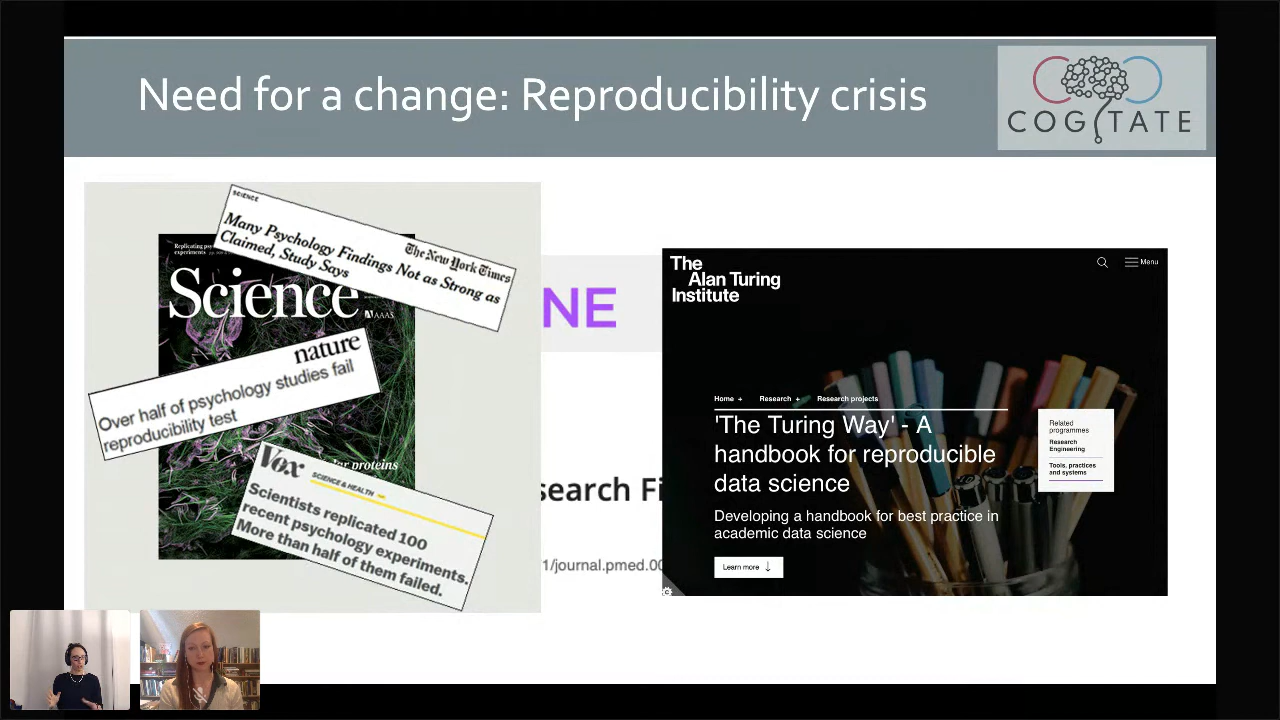 Need for a change: Reproducibility crisis
COGITATE
SCIENCE
Many Psychology Findings Not as Strong as
Claimed, Study Says
The New York Times
Replicating
experiments
Science
AAAS
nature
Over half of psychology studies fail
reproducibility test
proteins
Vox
SCIENCE & HEALTH
Scientists replicated 100
recent psychology experiments.
More than half of them failed.
NE
search Fi
1/journal.pmed.00
The
Alan Turing
Institute
Menu
Home +
Research +
Research projects
'The Turing Way' - A
handbook for reproducible
data science
Developing a handbook for best practice in
academic data science
Learn more
Related
programmes
Research
Engineering
Tools, practices
and systems